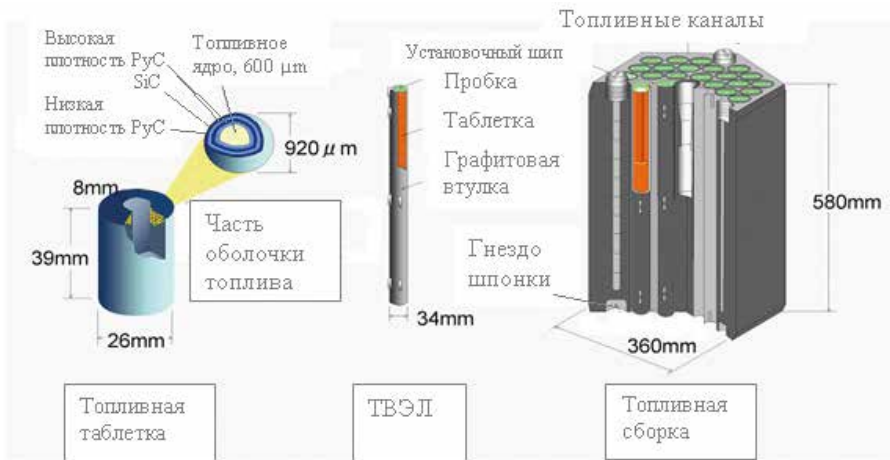 Топливные каналы
Высокая
плотность PyC
SiC
Низкая
плотность PyC
Топливное
ядро, 600 μm
920 μ m
8mm
39mm
26mm
Часть
оболочки
топлива
Установочный шип
Пробка
Таблетка
Графитовая
втулка
Гнездо
шпонки
34mm
580mm
360mm
Топливная
таблетка
ТВЭЛ
Топливная
сборка